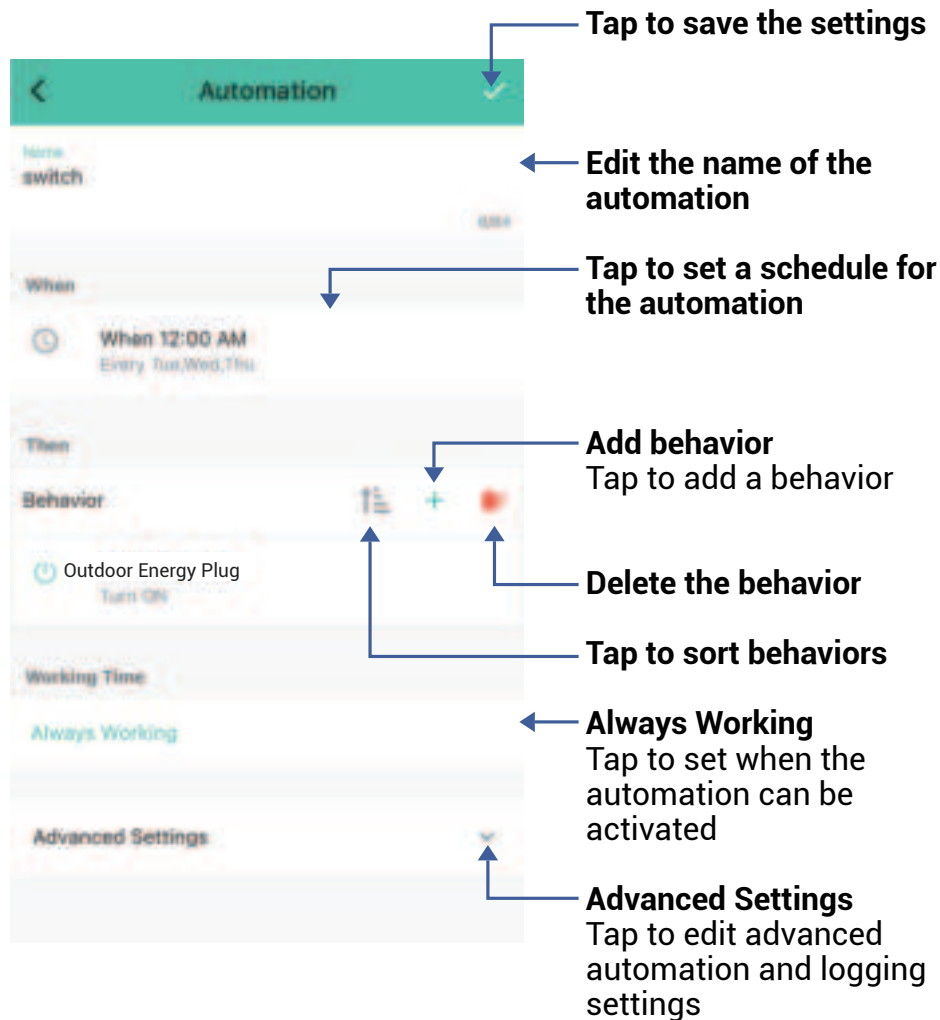 Tap to save the settings
Automation
Name
switch
Edit the name of the
automation
When
Tap to set a schedule for
the automation
When 12:00 AM
Every Tue,Wed,Thu
Then
Add behavior
Tap to add a behavior
Behavior
Outdoor Energy Plug
Turn ON
Delete the behavior
Tap to sort behaviors
Working Time
Always Working
Always Working
Tap to set when the
automation can be
activated
Advanced Settings
Advanced Settings
Tap to edit advanced
automation and logging
settings